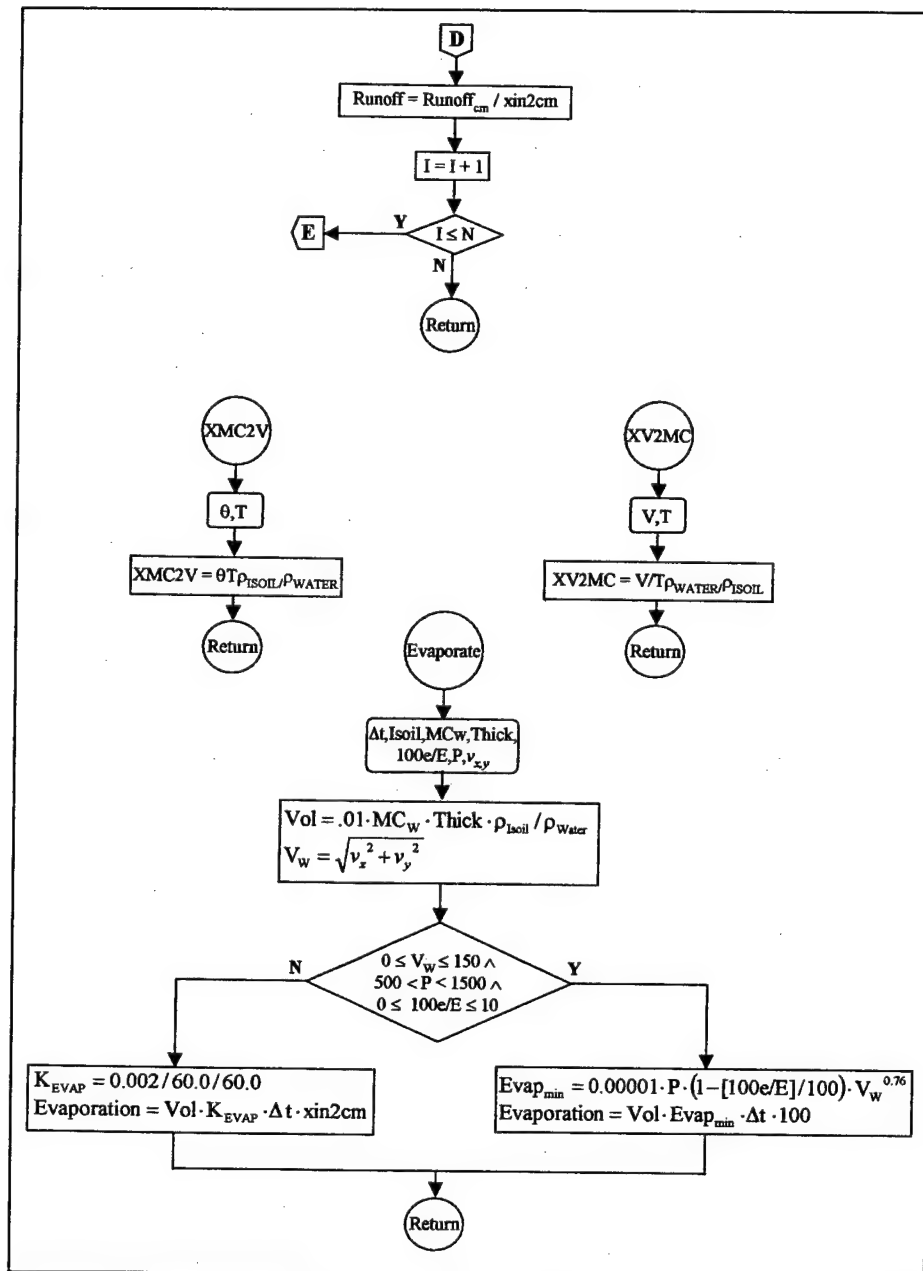 D
Runoff = Runoff_cm / xin2cm
I = I + 1
Y
E
I ≤ N
N
Return
XMC2V
θ,T
XMC2V = θTρ_ISOIL/ρ_WATER
Return
XV2MC
V,T
XV2MC = V/Tρ_WATER/ρ_ISOIL
Return
Evaporate
Δt,Isoil,MCw,Thick,
100e/E,P,v_x,y
Vol = .01·MC_W·Thick·ρ_Isoil/ρ_Water
V_W = √v_x² + v_y²
N
0 ≤ V_W ≤ 150 ∧
500 < P < 1500 ∧
0 ≤ 100e/E ≤ 10
Y
K_EVAP = 0.002/60.0/60.0
Evaporation = Vol·K_EVAP·Δt·xin2cm
Evap_min = 0.00001·P·(1−[100e/E]/100)·V_W^0.76
Evaporation = Vol·Evap_min·Δt·100
Return